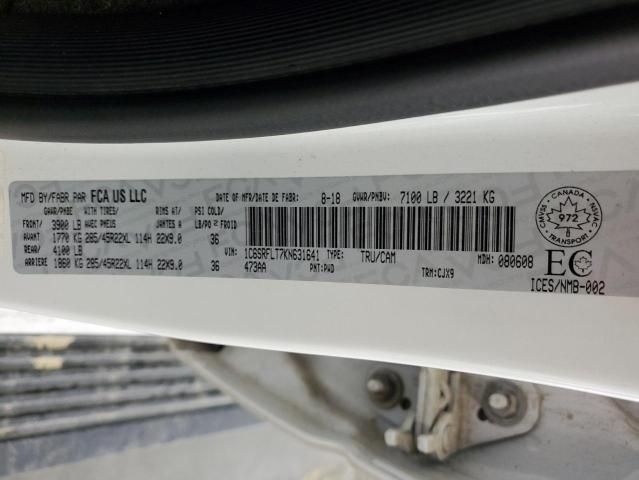 MFD BY/FABR PAR FCA US LLC DATE OF MFR/DATE DE FABR: 8-18 GVWR/PNBV: 7100 LB / 3221 KG
GAWR/PNBE WITH TIRES/ RIMS AT/ PSI COLD/
FRONT/ 3900 LB AVEC PNEUS JANTES A LB/PO² FROID
AVANT 1770 KG 285/45R22XL 114H 22X9.0 36
REAR/ 4100 LB
ARRIERE 1860 KG 285/45R22XL 114H 22X9.0 36
VIN: 1C6SRFLT7KN631641 TYPE: TRU/CAM MDH: 080608
473AA PNT: PWD TRM: CJX9
CANADA
CMVSS NVSAC
972
TRANSPORT
EC
ICES/NMB-002